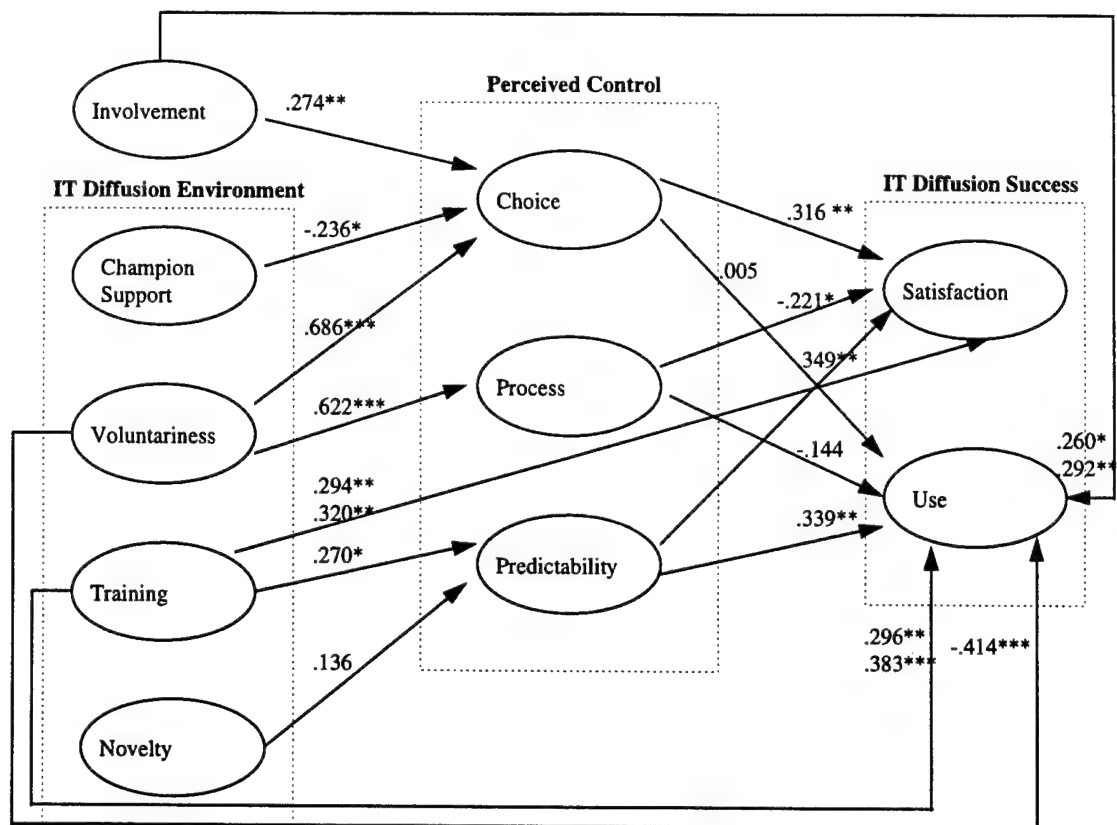 Perceived Control
Involvement
.274**
IT Diffusion Environment
Choice
IT Diffusion Success
Champion
Support
-.236*
.316 **
.005
Satisfaction
-.221*
.686***
Process
349**
Voluntariness
.622***
-.144
.260*
.292**
.294**
.320**
Use
.339**
.270*
Predictability
Training
.296**
.383***
-.414***
.136
Novelty